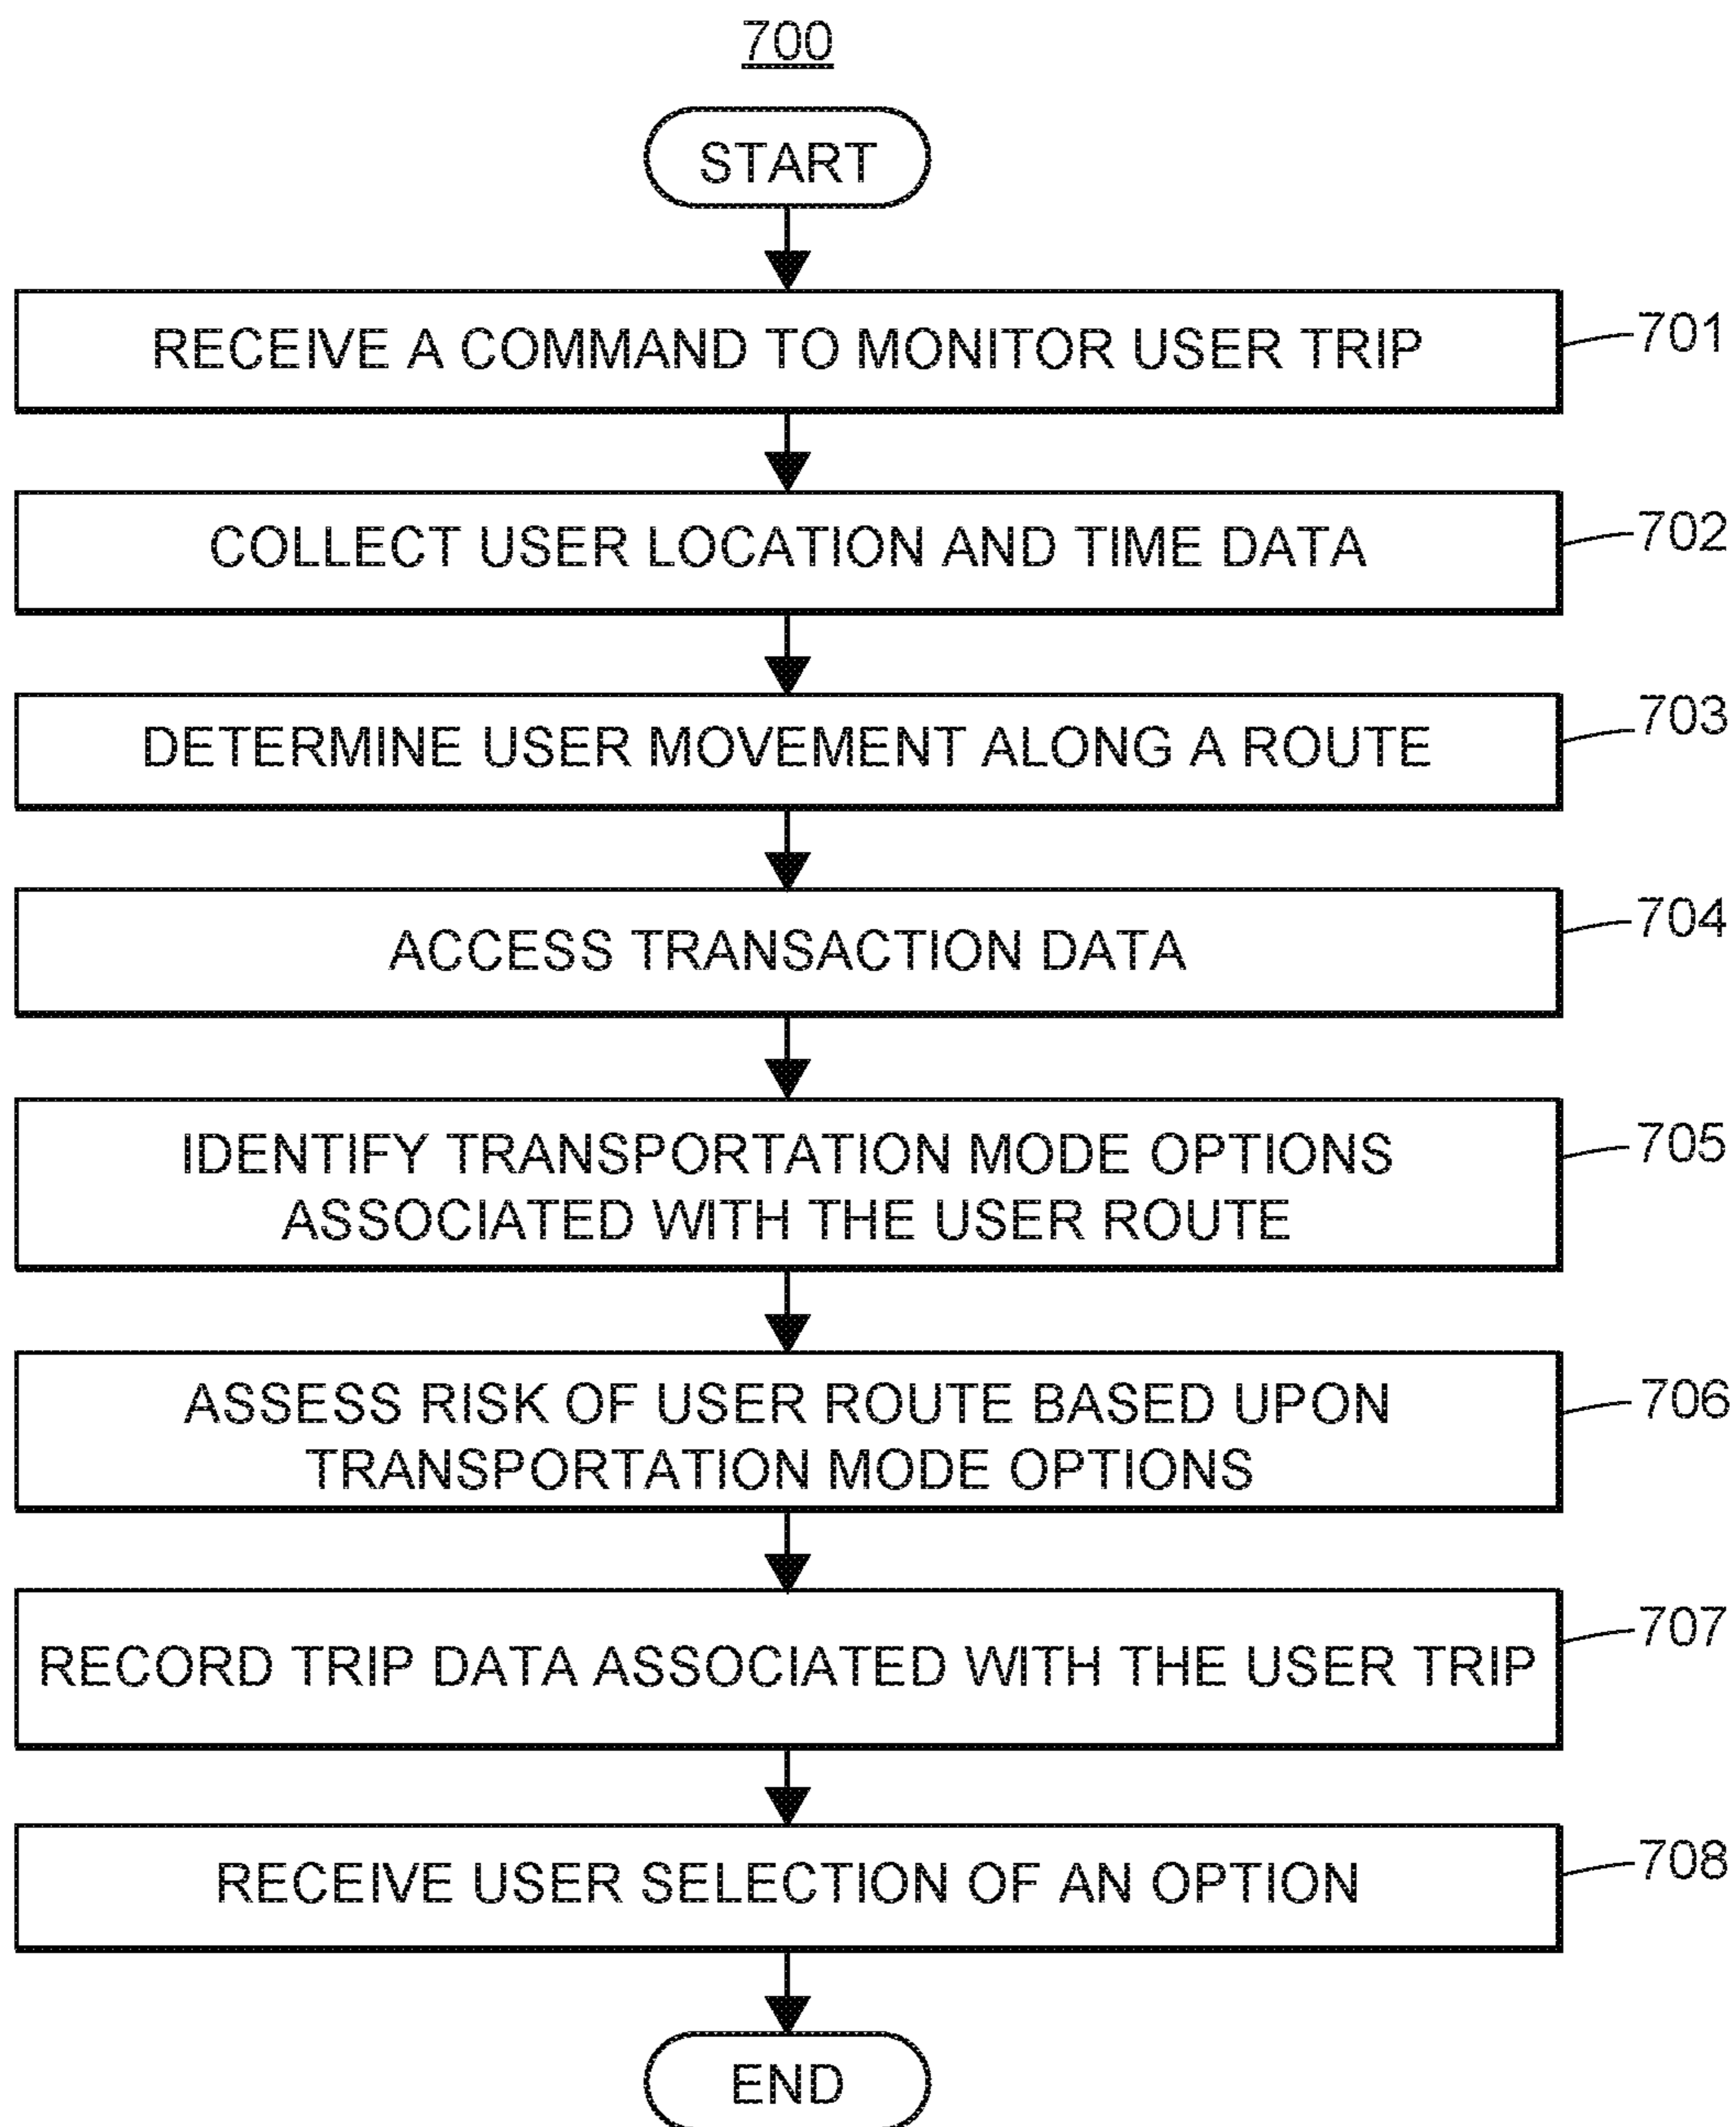 700
START
RECEIVE A COMMAND TO MONITOR USER TRIP
701
COLLECT USER LOCATION AND TIME DATA
702
DETERMINE USER MOVEMENT ALONG A ROUTE
703
ACCESS TRANSACTION DATA
704
IDENTIFY TRANSPORTATION MODE OPTIONS
ASSOCIATED WITH THE USER ROUTE
705
ASSESS RISK OF USER ROUTE BASED UPON
TRANSPORTATION MODE OPTIONS
706
RECORD TRIP DATA ASSOCIATED WITH THE USER TRIP
707
RECEIVE USER SELECTION OF AN OPTION
708
END